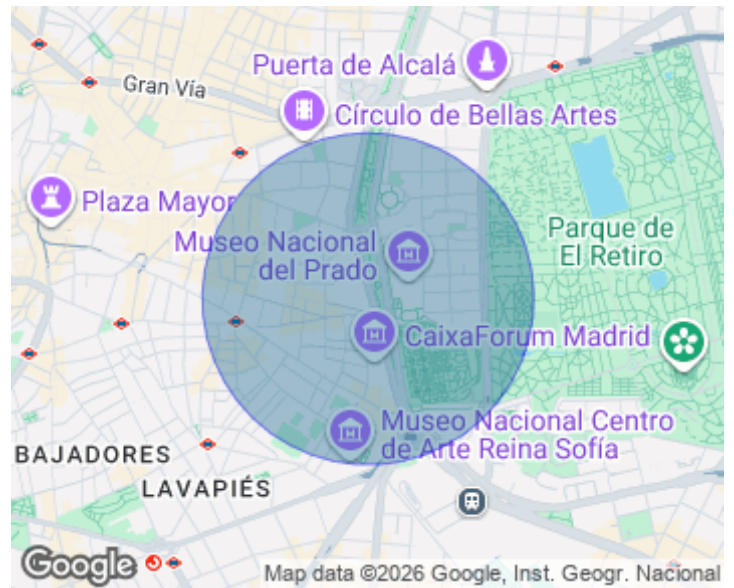 Puerta de Alcalá
Gran Vía
Círculo de Bellas Artes
Plaza Mayor
Museo Nacional
del Prado
Parque de
El Retiro
CaixaForum Madrid
Museo Nacional Centro
de Arte Reina Sofía
BAJADORES
LAVAPIÉS
Google
Map data ©2026 Google, Inst. Geogr. Nacional